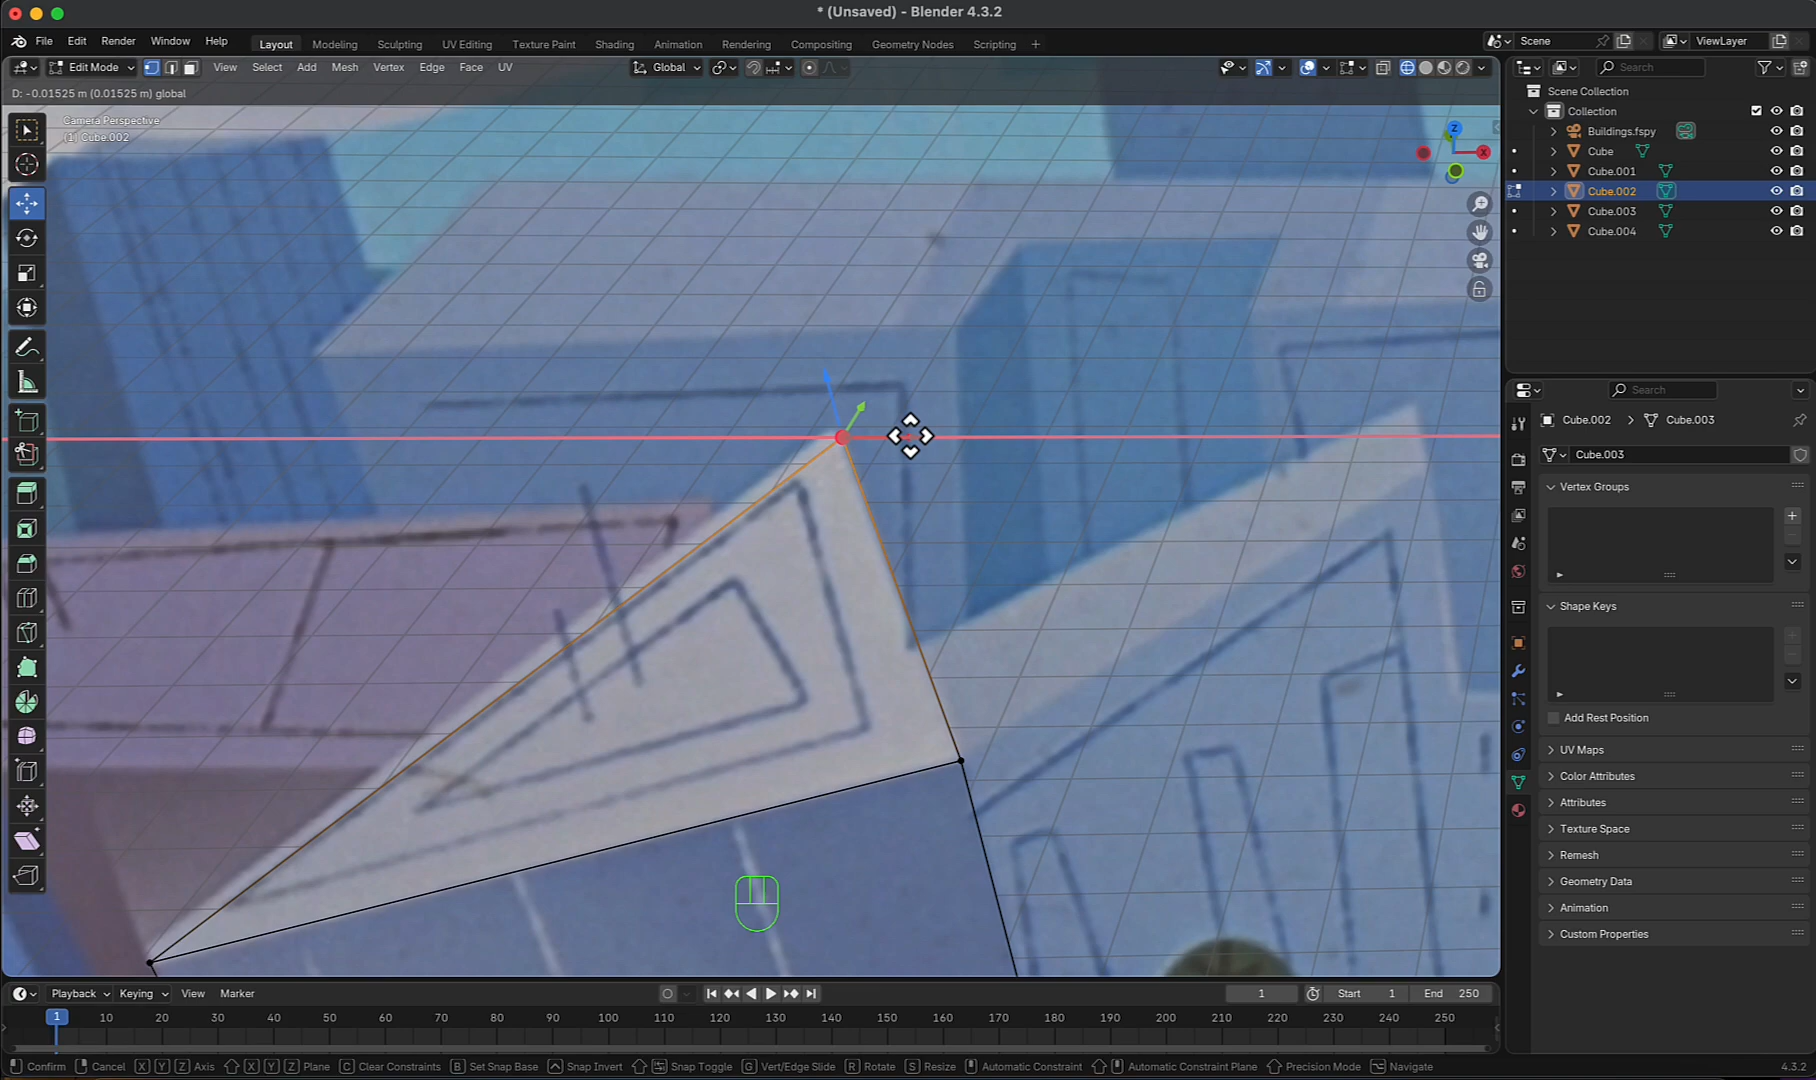 * (Unsaved) - Blender 4.3.2
File Edit Render Window Help
Layout Modeling Sculpting UV Editing Texture Paint Shading Animation Rendering Compositing Geometry Nodes Scripting +
Scene
ViewLayer
Edit Mode View Select Add Mesh Vertex Edge Face UV
Global
Search
D: -0.01525 m (0.01525 m) global
Camera Perspective
(1) Cube.002
Z
X
Scene Collection
Collection
Buildings.fspy
Cube
Cube.001
Cube.002
Cube.003
Cube.004
Search
Cube.002 > Cube.003
Cube.003
Vertex Groups
Shape Keys
Add Rest Position
UV Maps
Color Attributes
Attributes
Texture Space
Remesh
Geometry Data
Animation
Custom Properties
Playback Keying View Marker
1
Start 1
End 250
1 10 20 30 40 50 60 70 80 90 100 110 120 130 140 150 160 170 180 190 200 210 220 230 240 250
Confirm Cancel X Y Z Axis X Y Z Plane C Clear Constraints B Set Snap Base Snap Invert Snap Toggle G Vert/Edge Slide R Rotate S Resize Automatic Constraint Automatic Constraint Plane Precision Mode Navigate
4.3.2